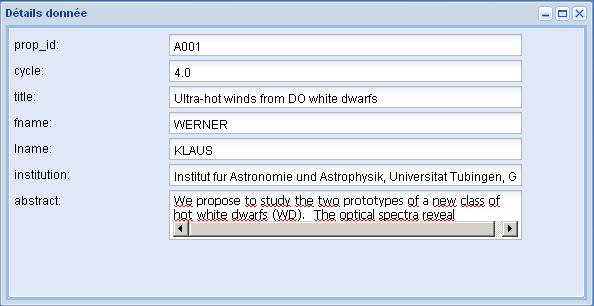 Détails donnée
prop_id: A001
cycle: 4.0
title: Ultra-hot winds from DO white dwarfs
fname: WERNER
lname: KLAUS
institution: Institut fur Astronomie und Astrophysik, Universitat Tubingen, G
abstract: We propose to study the two prototypes of a new class of
hot white dwarfs (WD). The optical spectra reveal